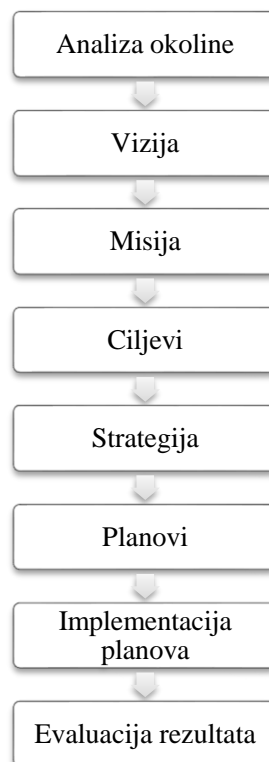 Analiza okoline
Vizija
Misija
Ciljevi
Strategija
Planovi
Implementacija
planova
Evaluacija rezultata